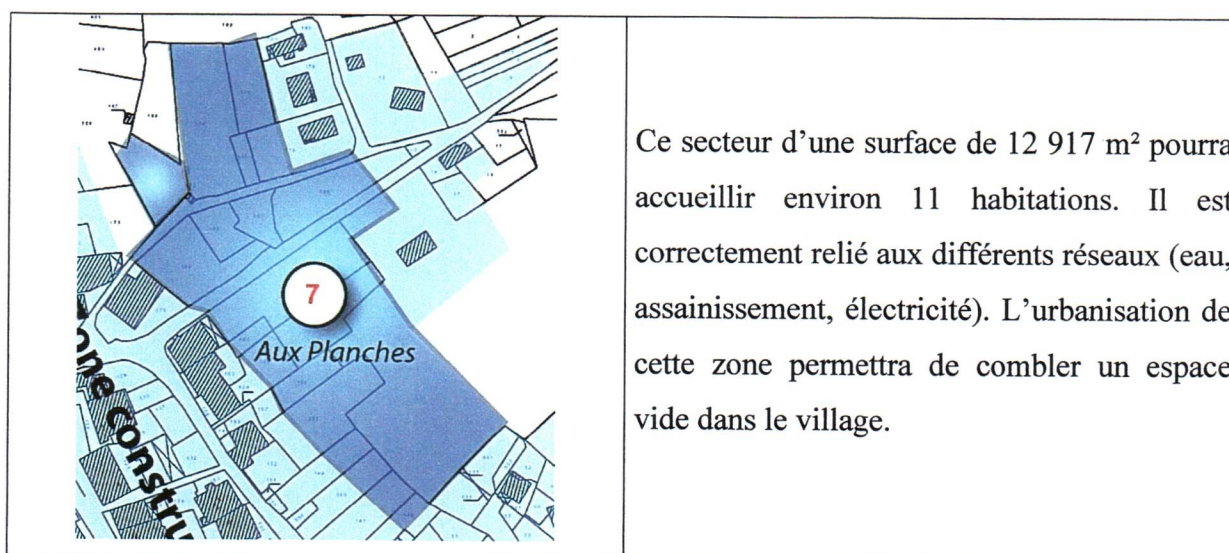 7
Aux Planches
Zone constru
Ce secteur d’une surface de 12 917 m² pourra
accueillir environ 11 habitations. Il est
correctement relié aux différents réseaux (eau,
assainissement, électricité). L’urbanisation de
cette zone permettra de combler un espace
vide dans le village.